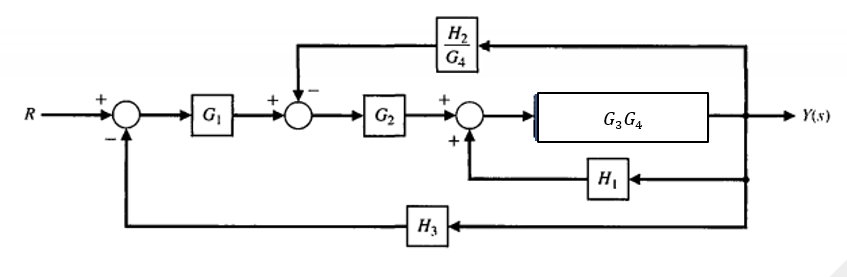 H₂
G₄
−
R + G₁ + G₂ + G₃G₄ Y(s)
− +
H₁
H₃